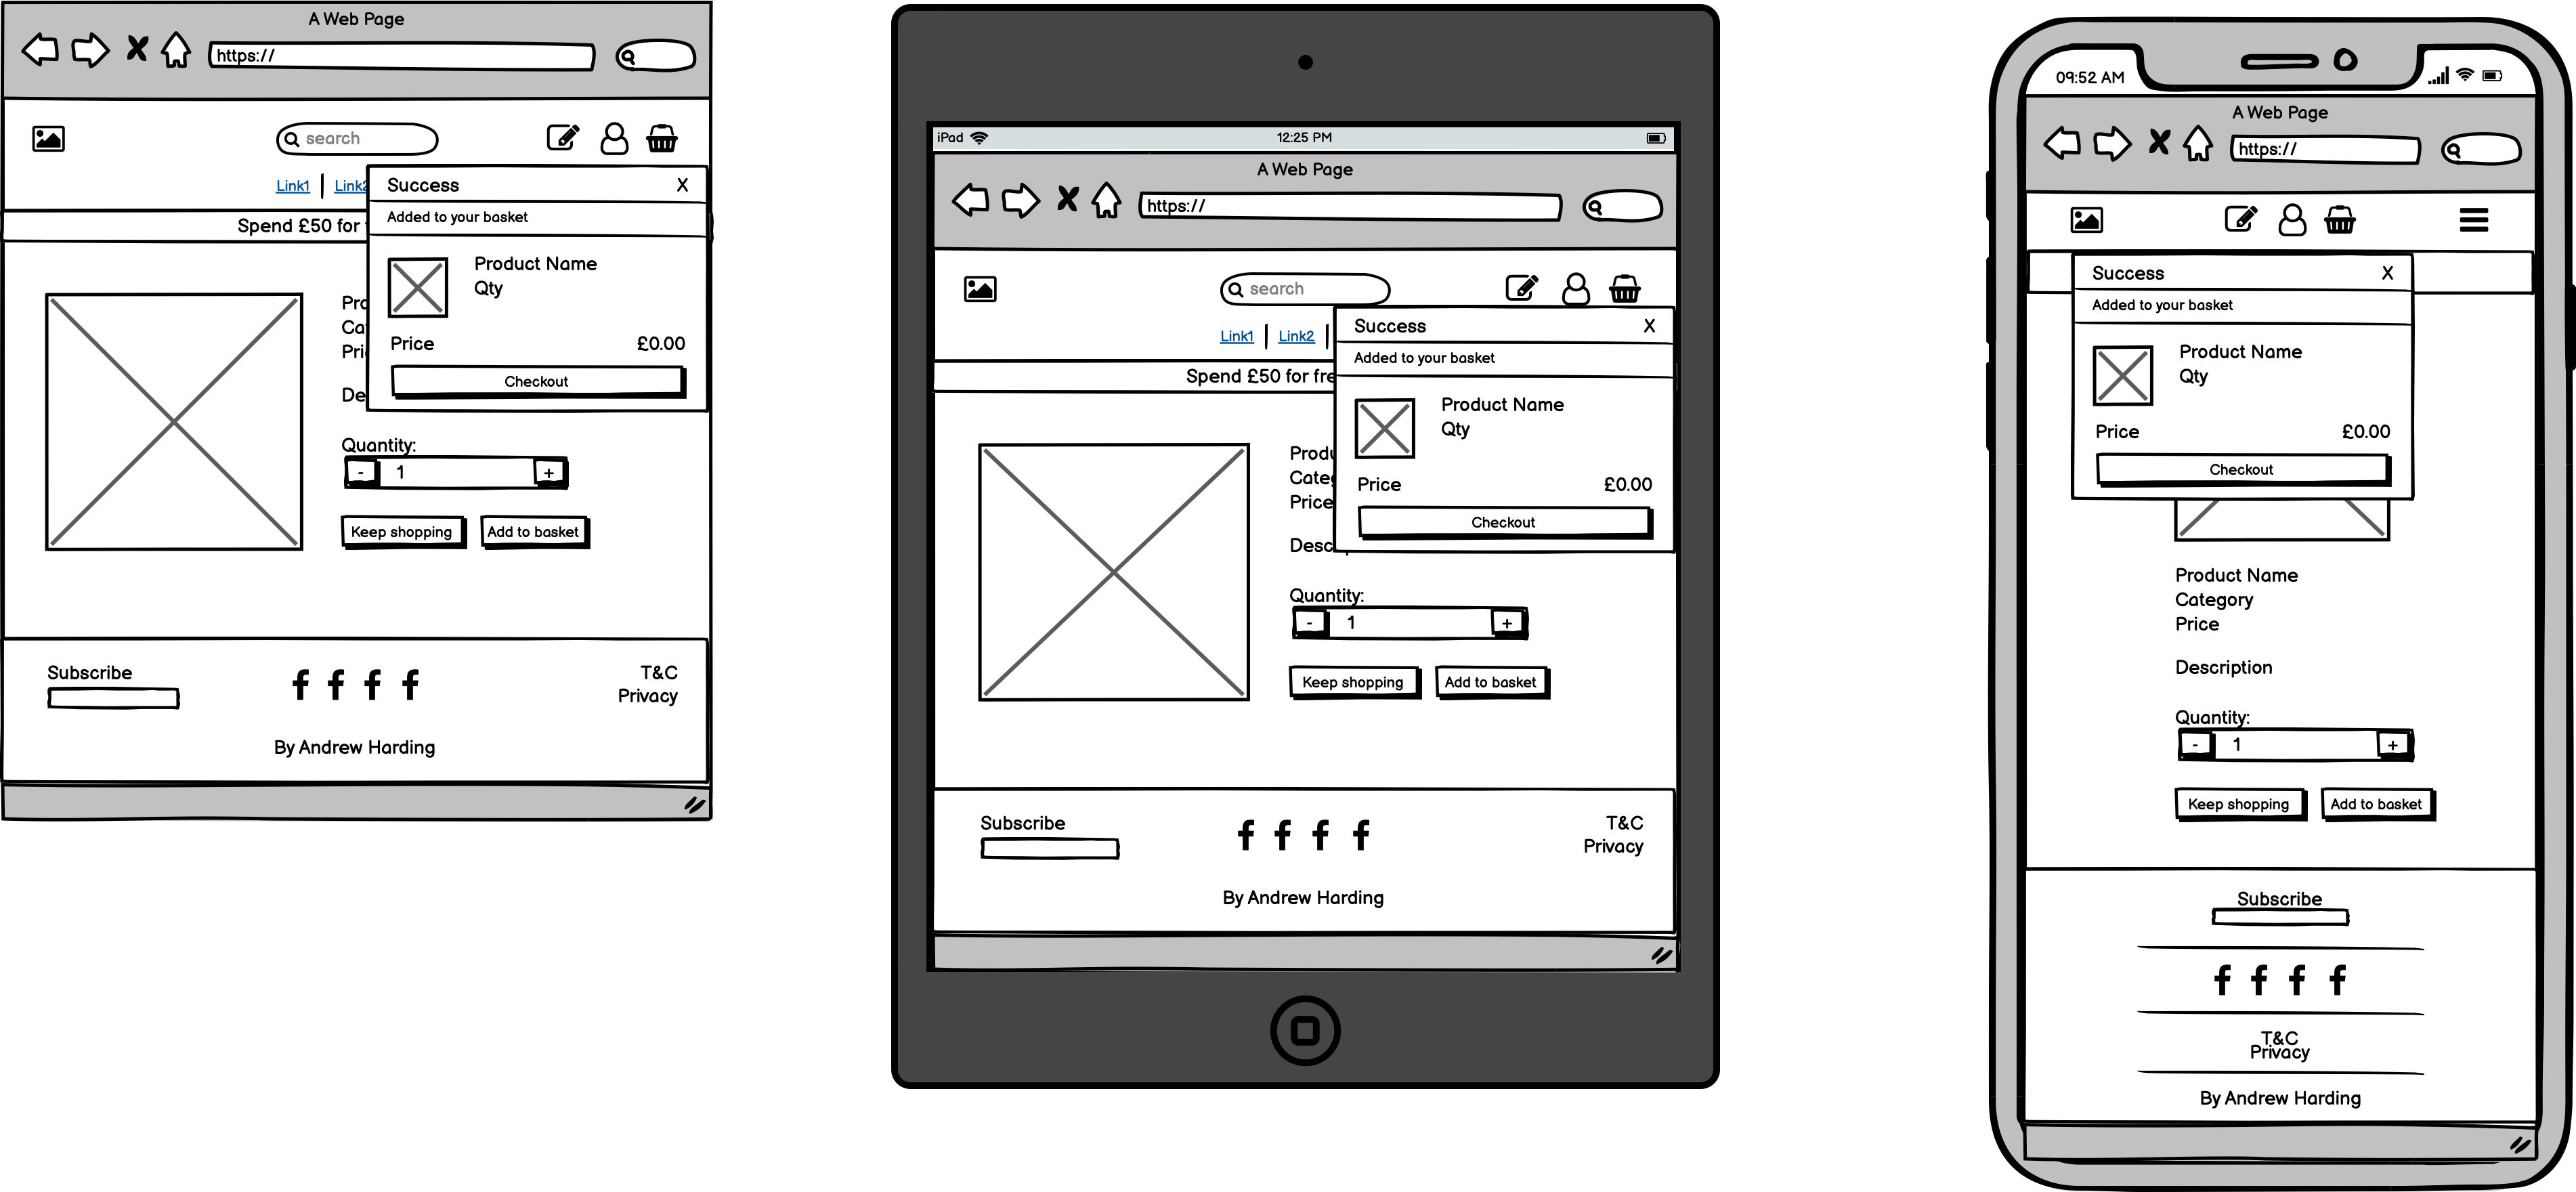 A Web Page
https://
search
Link1 | Link2
Success X
Added to your basket
Spend £50 for
Product Name
Qty
Price £0.00
Checkout
Pro
Ca
Pri
De
Quantity:
- 1 +
Keep shopping Add to basket
Subscribe
T&C
Privacy
By Andrew Harding
iPad 12:25 PM
A Web Page
https://
search
Link1 | Link2 |
Success X
Added to your basket
Spend £50 for fre
Product Name
Qty
Price £0.00
Checkout
Produ
Categ
Price
Desc
Quantity:
- 1 +
Keep shopping Add to basket
Subscribe
T&C
Privacy
By Andrew Harding
09:52 AM
A Web Page
https://
Success X
Added to your basket
Product Name
Qty
Price £0.00
Checkout
Product Name
Category
Price
Description
Quantity:
- 1 +
Keep shopping Add to basket
Subscribe
T&C
Privacy
By Andrew Harding